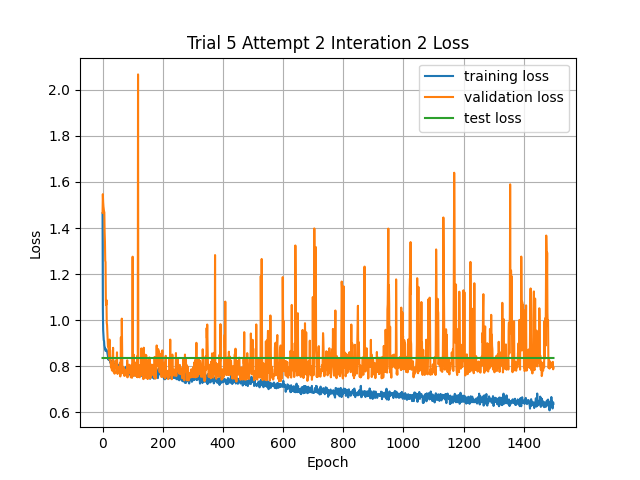 Trial 5 Attempt 2 Interation 2 Loss
training loss
validation loss
test loss
Loss
2.0
1.8
1.6
1.4
1.2
1.0
0.8
0.6
0 200 400 600 800 1000 1200 1400
Epoch